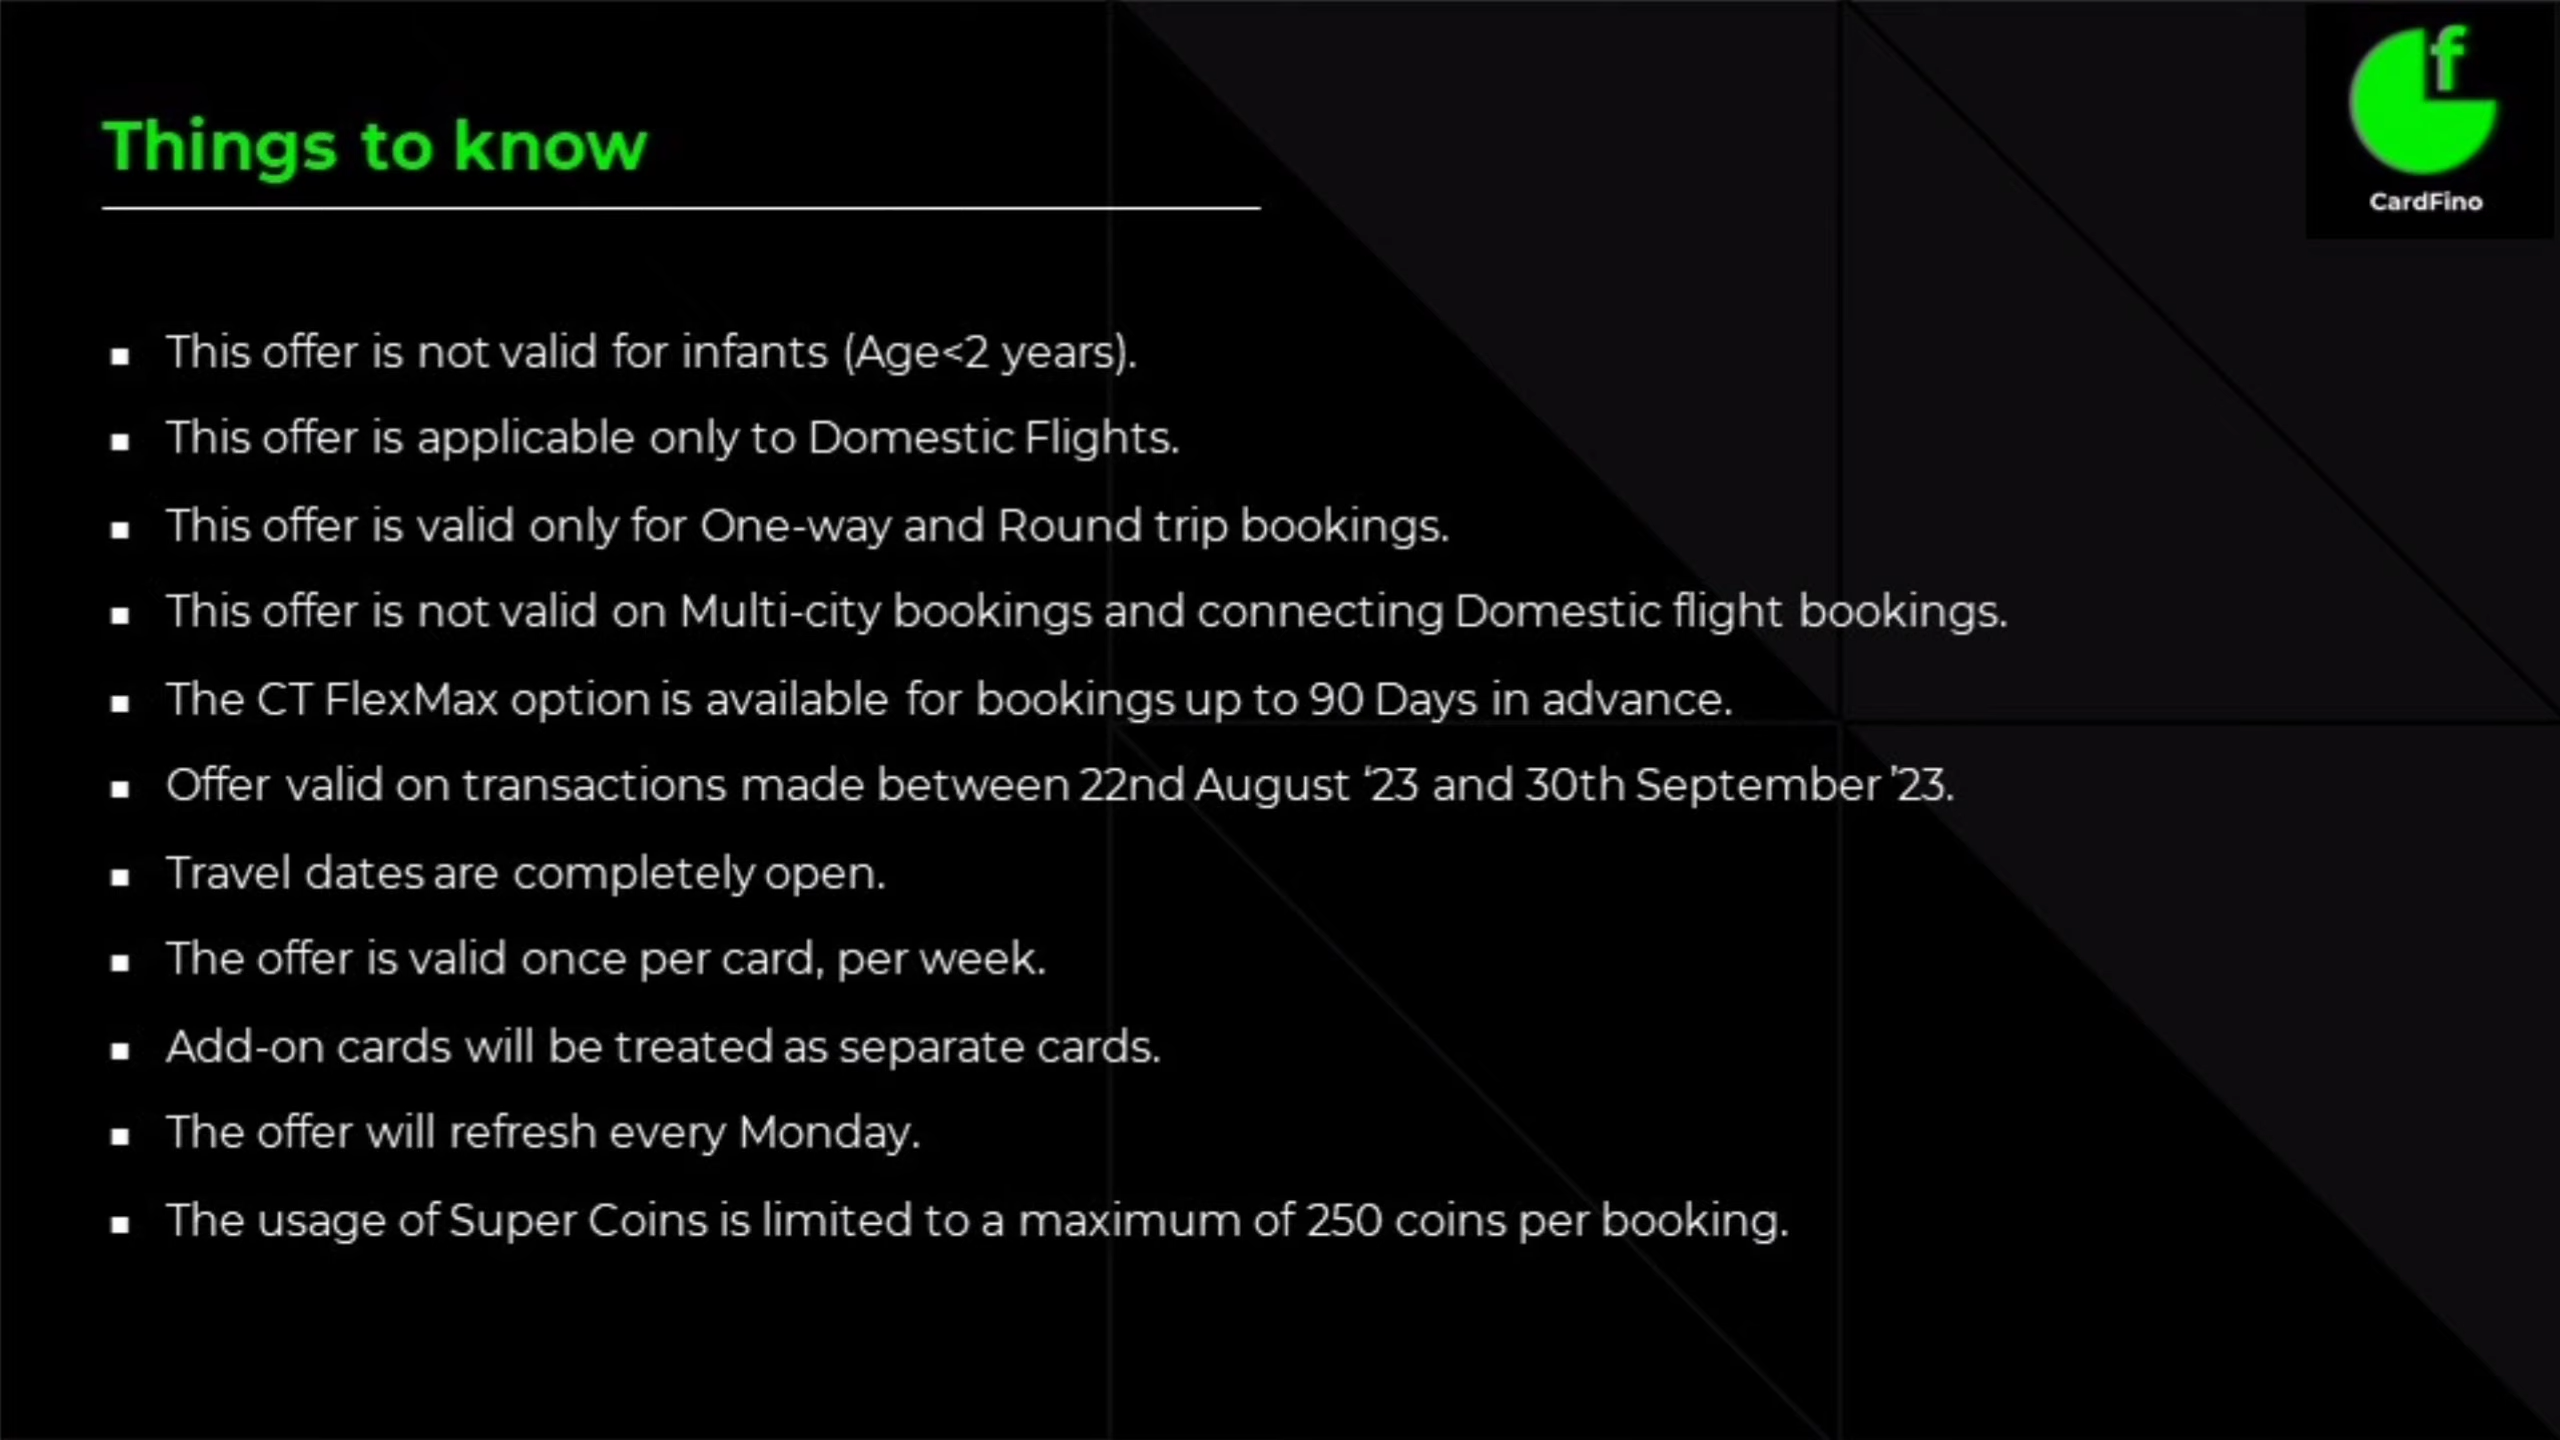 f
CardFino
Things to know
▪ This offer is not valid for infants (Age<2 years).
▪ This offer is applicable only to Domestic Flights.
▪ This offer is valid only for One-way and Round trip bookings.
▪ This offer is not valid on Multi-city bookings and connecting Domestic flight bookings.
▪ The CT FlexMax option is available for bookings up to 90 Days in advance.
▪ Offer valid on transactions made between 22nd August ‘23 and 30th September ’23.
▪ Travel dates are completely open.
▪ The offer is valid once per card, per week.
▪ Add-on cards will be treated as separate cards.
▪ The offer will refresh every Monday.
▪ The usage of Super Coins is limited to a maximum of 250 coins per booking.